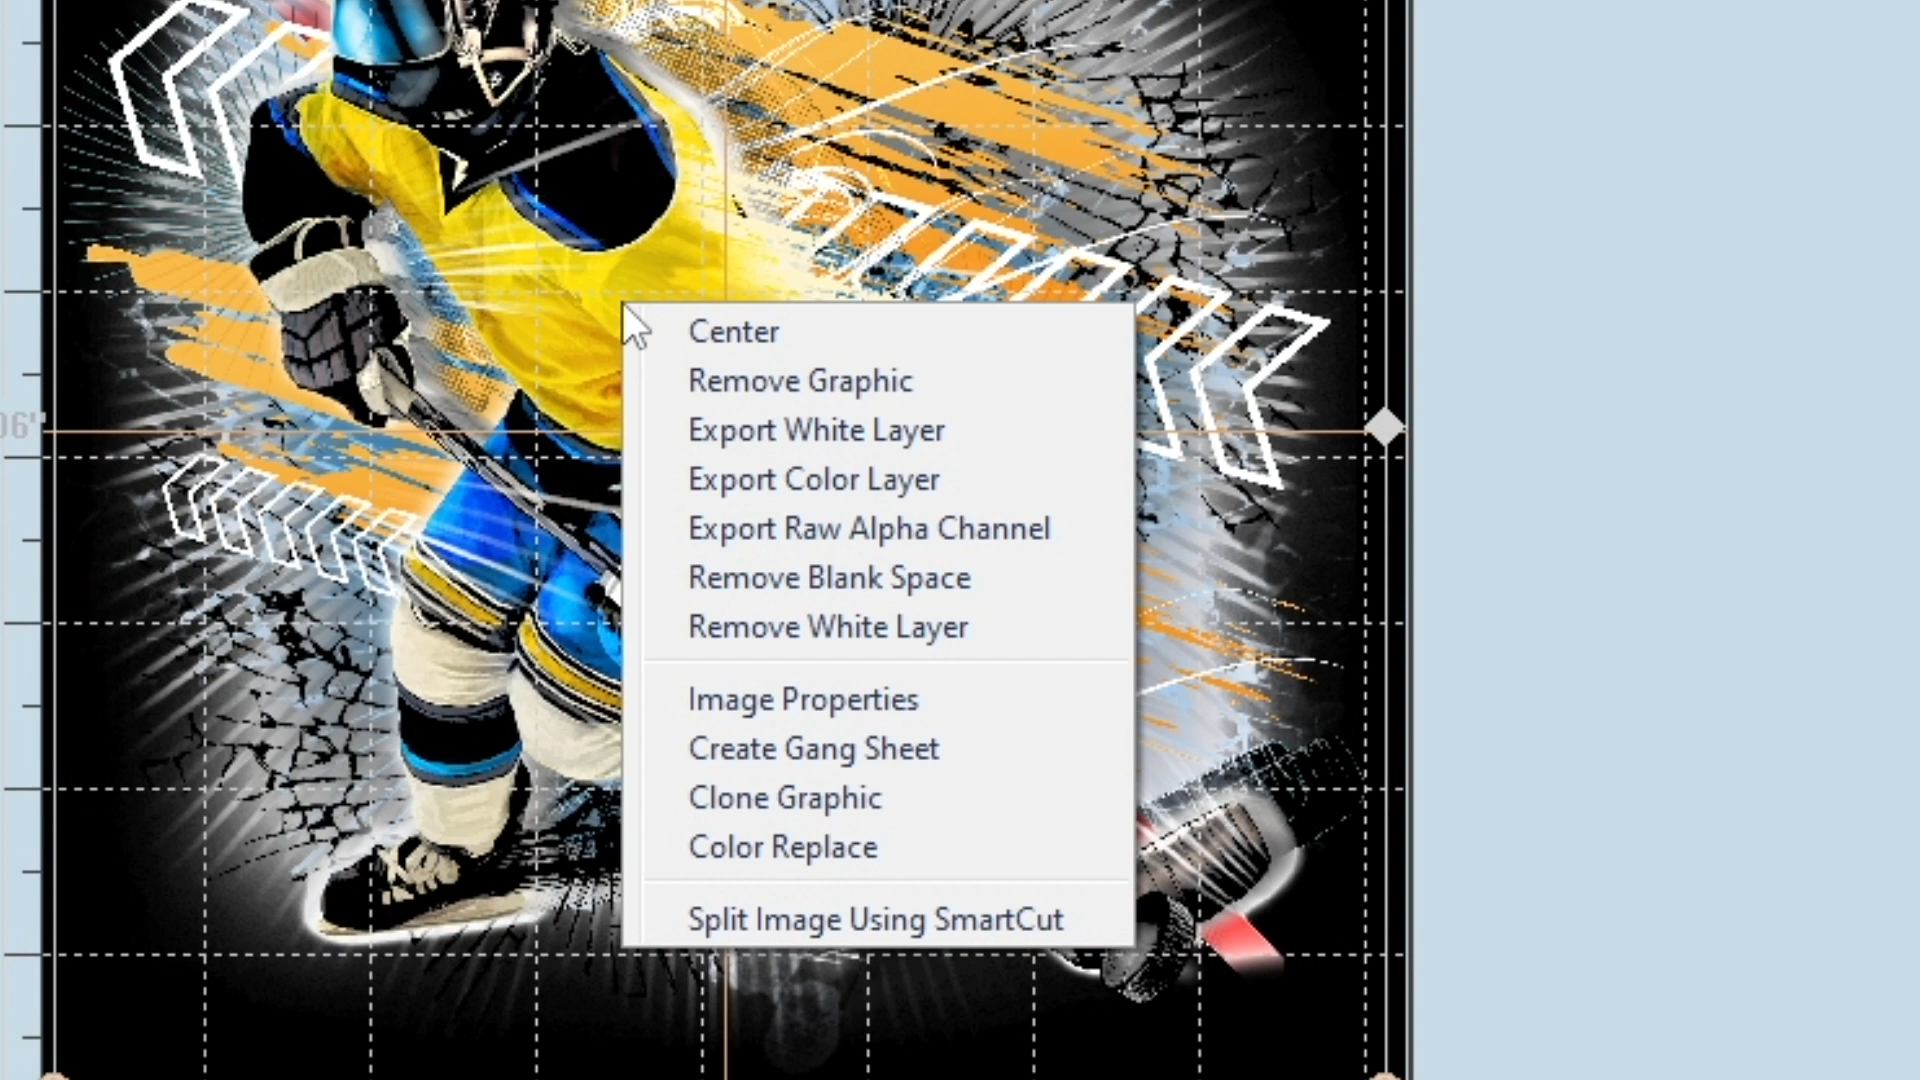 Center
Remove Graphic
06"
Export White Layer
Export Color Layer
Export Raw Alpha Channel
Remove Blank Space
Remove White Layer
Image Properties
Create Gang Sheet
Clone Graphic
Color Replace
Split Image Using SmartCut